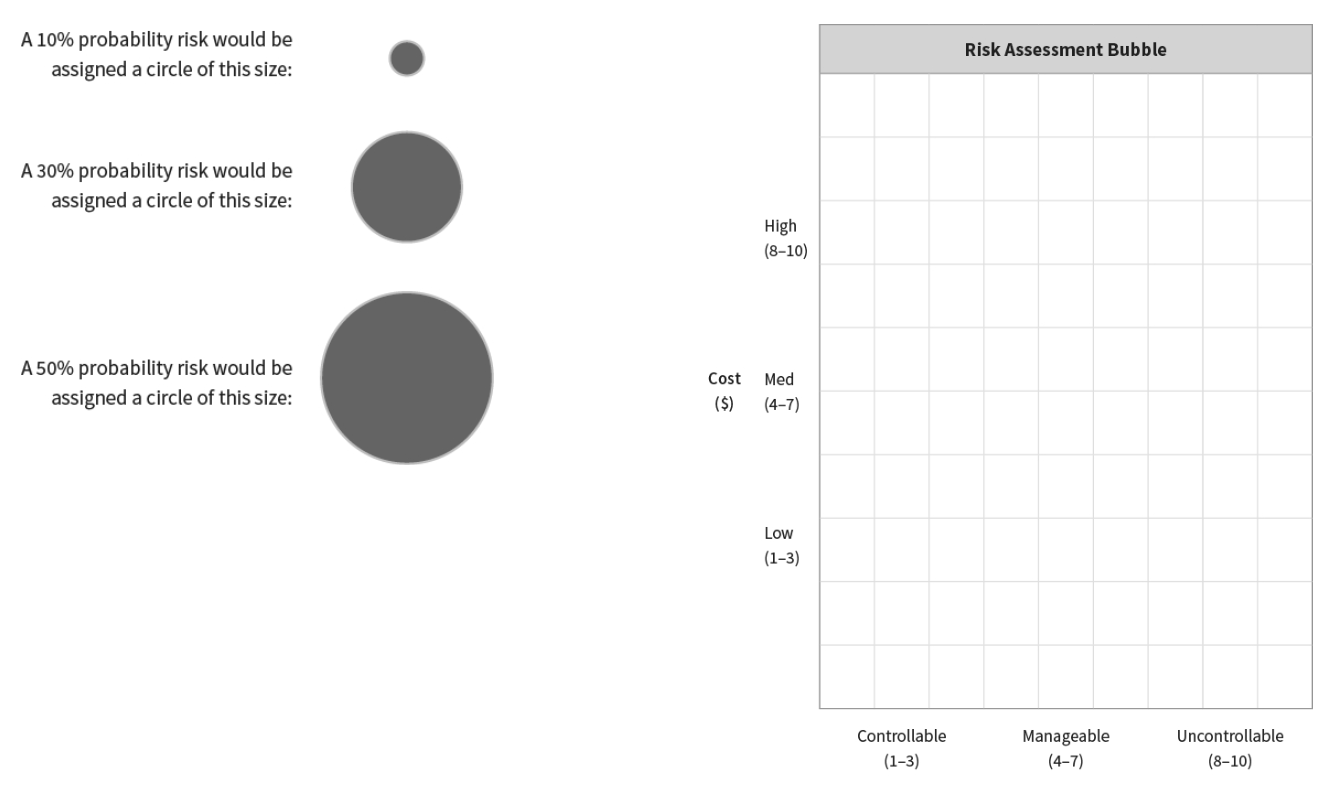 A 10% probability risk would be
assigned a circle of this size:
A 30% probability risk would be
assigned a circle of this size:
A 50% probability risk would be
assigned a circle of this size:
Risk Assessment Bubble
High
(8–10)
Cost
($)
Med
(4–7)
Low
(1–3)
Controllable
(1–3)
Manageable
(4–7)
Uncontrollable
(8–10)